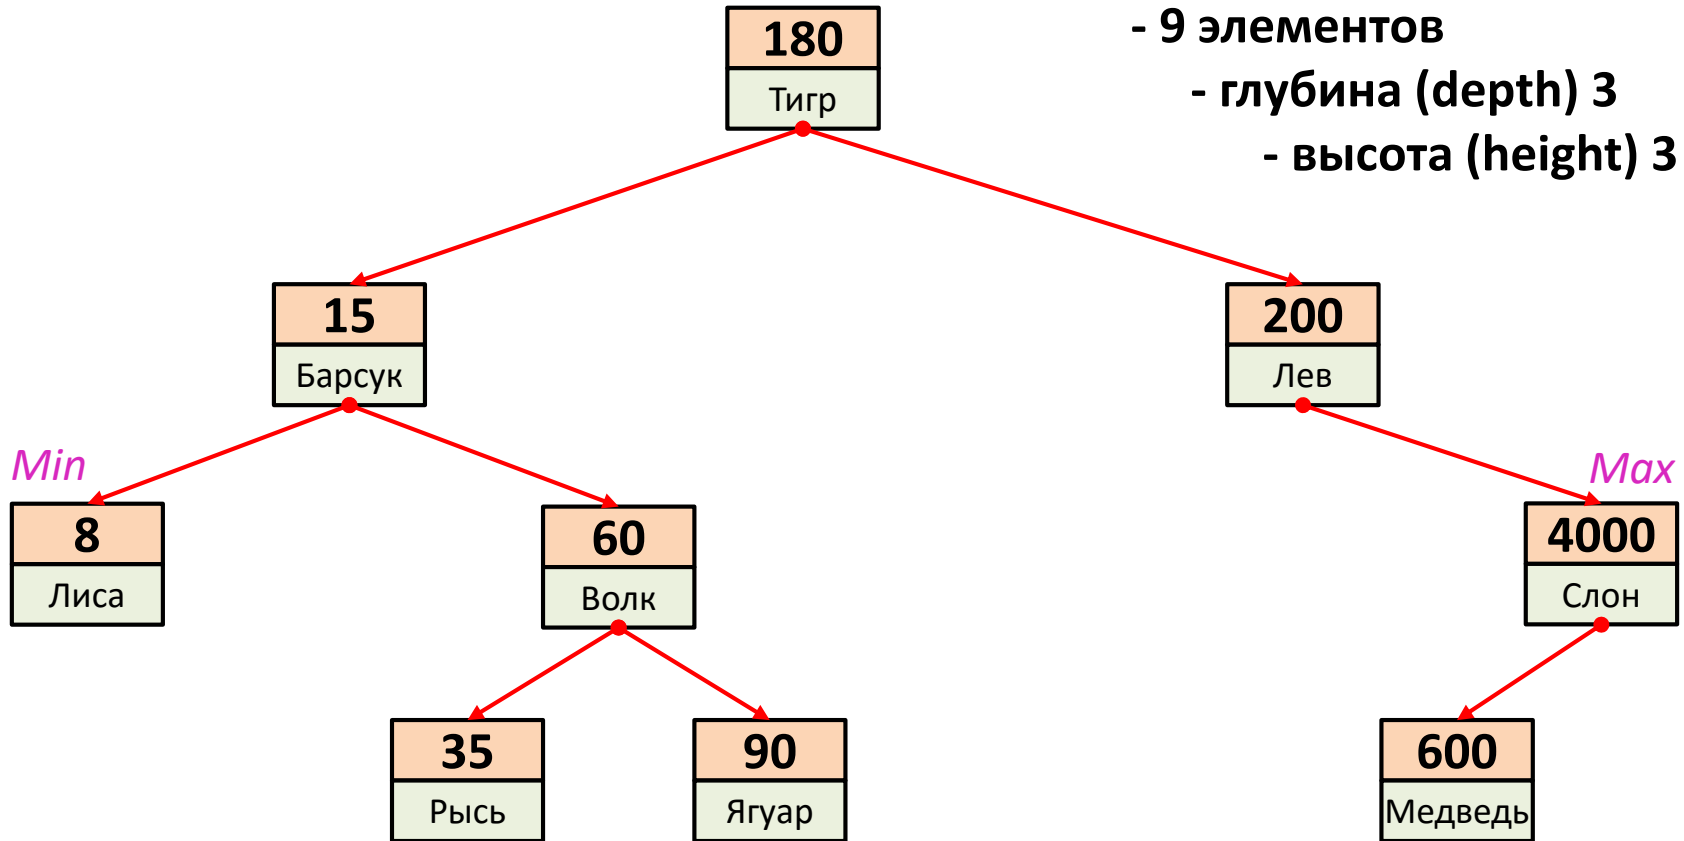 180
Тигр
- 9 элементов
- глубина (depth) 3
- высота (height) 3
15
Барсук
200
Лев
Min
Max
8
Лиса
60
Волк
4000
Слон
35
Рысь
90
Ягуар
600
Медведь